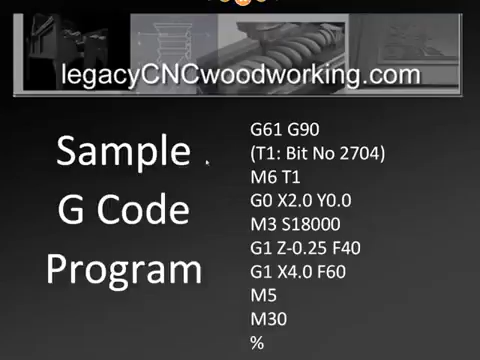 legacyCNCwoodworking.com
Sample
G Code
Program
G61 G90
(T1: Bit No 2704)
M6 T1
G0 X2.0 Y0.0
M3 S18000
G1 Z-0.25 F40
G1 X4.0 F60
M5
M30
%